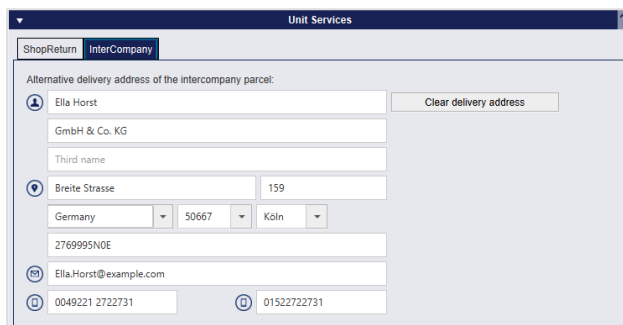 Unit Services
ShopReturn InterCompany
Alternative delivery address of the intercompany parcel:
Ella Horst Clear delivery address
GmbH & Co. KG
Third name
Breite Strasse 159
Germany 50667 Köln
2769995N0E
Ella.Horst@example.com
0049221 2722731 01522722731